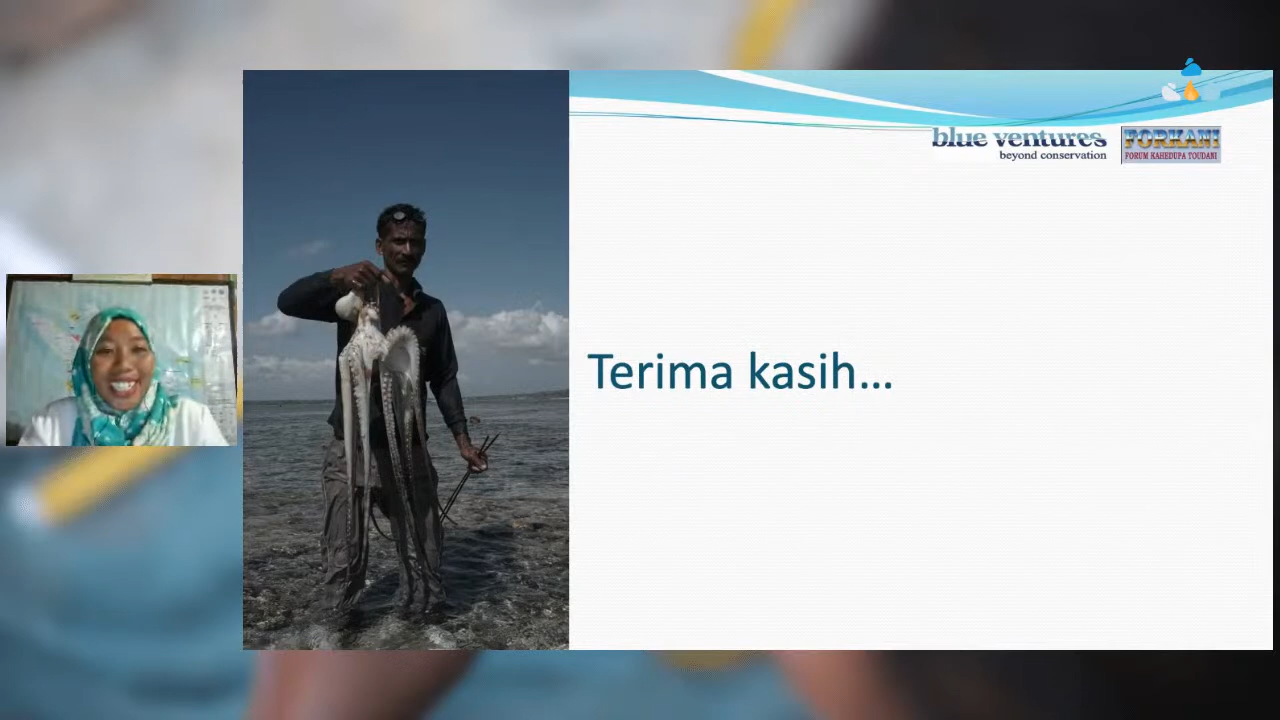 blue ventures
beyond conservation
FORKANI
FORUM KAHEDUPA TOUDANI
Terima kasih...